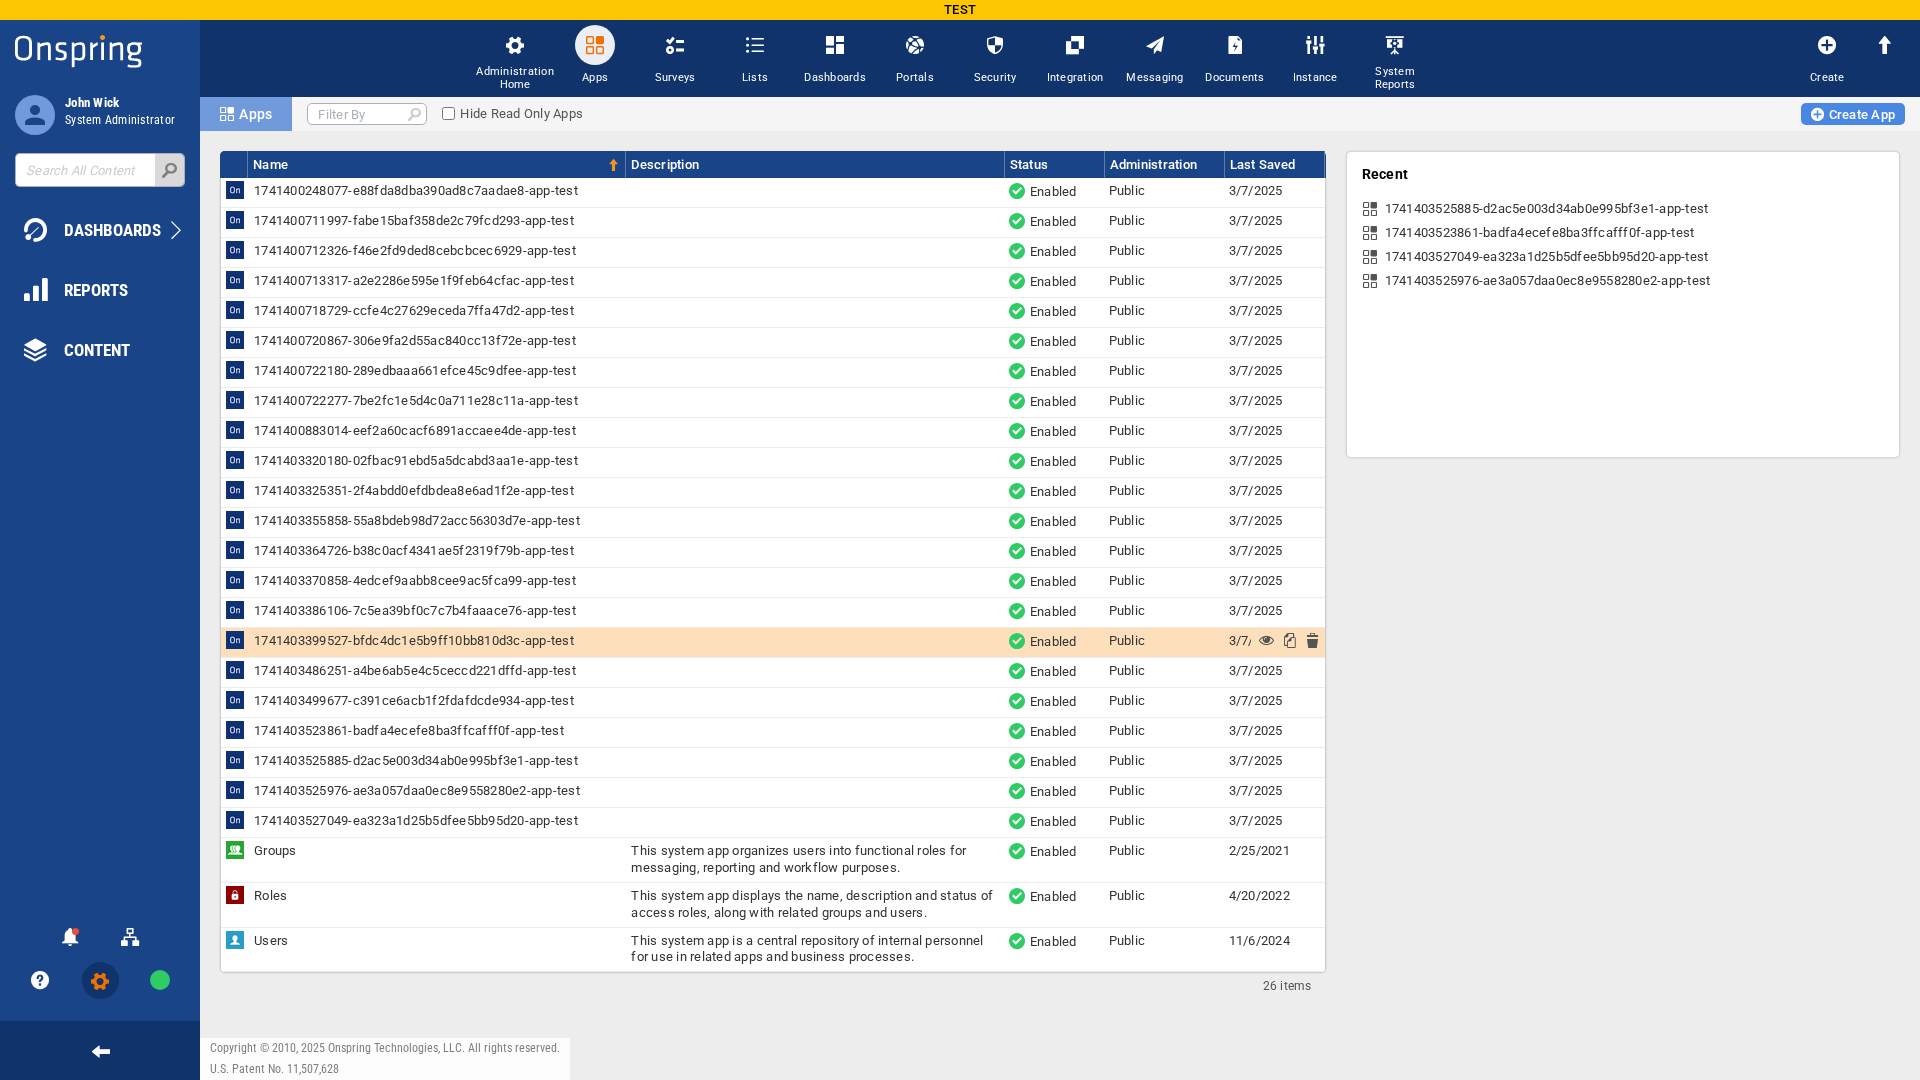 TEST
Onspring
John Wick
System Administrator
Search All Content
DASHBOARDS
REPORTS
CONTENT
Administration Home
Apps
Surveys
Lists
Dashboards
Portals
Security
Integration
Messaging
Documents
Instance
System Reports
Create
Apps
Filter By
Hide Read Only Apps
Create App
Name Description Status Administration Last Saved
On 1741400248077-e88fda8dba390ad8c7aadae8-app-test Enabled Public 3/7/2025
On 1741400711997-fabe15baf358de2c79fcd293-app-test Enabled Public 3/7/2025
On 1741400712326-f46e2fd9ded8cebcbcec6929-app-test Enabled Public 3/7/2025
On 1741400713317-a2e2286e595e1f9feb64cfac-app-test Enabled Public 3/7/2025
On 1741400718729-ccfe4c27629eceda7ffa47d2-app-test Enabled Public 3/7/2025
On 1741400720867-306e9fa2d55ac840cc13f72e-app-test Enabled Public 3/7/2025
On 1741400722180-289edbaaa661efce45c9dfee-app-test Enabled Public 3/7/2025
On 1741400722277-7be2fc1e5d4c0a711e28c11a-app-test Enabled Public 3/7/2025
On 1741400883014-eef2a60cacf6891accaee4de-app-test Enabled Public 3/7/2025
On 1741403320180-02fbac91ebd5a5dcabd3aa1e-app-test Enabled Public 3/7/2025
On 1741403325351-2f4abdd0efdbdea8e6ad1f2e-app-test Enabled Public 3/7/2025
On 1741403355858-55a8bdeb98d72acc56303d7e-app-test Enabled Public 3/7/2025
On 1741403364726-b38c0acf4341ae5f2319f79b-app-test Enabled Public 3/7/2025
On 1741403370858-4edcef9aabb8cee9ac5fca99-app-test Enabled Public 3/7/2025
On 1741403386106-7c5ea39bf0c7c7b4faaace76-app-test Enabled Public 3/7/2025
On 1741403399527-bfdc4dc1e5b9ff10bb810d3c-app-test Enabled Public 3/7/
On 1741403486251-a4be6ab5e4c5ceccd221dffd-app-test Enabled Public 3/7/2025
On 1741403499677-c391ce6acb1f2fdafdcde934-app-test Enabled Public 3/7/2025
On 1741403523861-badfa4ecefe8ba3ffcafff0f-app-test Enabled Public 3/7/2025
On 1741403525885-d2ac5e003d34ab0e995bf3e1-app-test Enabled Public 3/7/2025
On 1741403525976-ae3a057daa0ec8e9558280e2-app-test Enabled Public 3/7/2025
On 1741403527049-ea323a1d25b5dfee5bb95d20-app-test Enabled Public 3/7/2025
Groups This system app organizes users into functional roles for Enabled Public 2/25/2021
messaging, reporting and workflow purposes.
Roles This system app displays the name, description and status of Enabled Public 4/20/2022
access roles, along with related groups and users.
Users This system app is a central repository of internal personnel Enabled Public 11/6/2024
for use in related apps and business processes.
26 items
Recent
1741403525885-d2ac5e003d34ab0e995bf3e1-app-test
1741403523861-badfa4ecefe8ba3ffcafff0f-app-test
1741403527049-ea323a1d25b5dfee5bb95d20-app-test
1741403525976-ae3a057daa0ec8e9558280e2-app-test
Copyright © 2010, 2025 Onspring Technologies, LLC. All rights reserved.
U.S. Patent No. 11,507,628